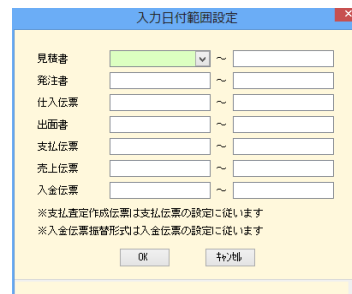 入力日付範囲設定
見積書 ～
発注書 ～
仕入伝票 ～
出面書 ～
支払伝票 ～
売上伝票 ～
入金伝票 ～
※支払査定作成伝票は支払伝票の設定に従います
※入金伝票振替形式は入金伝票の設定に従います
OK ｷｬﾝｾﾙ